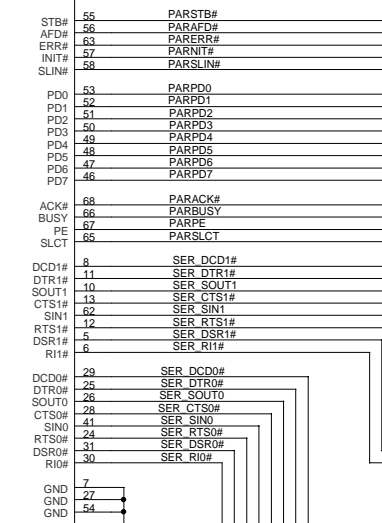 STB# 55 PARSTB#
AFD# 56 PARAFD#
ERR# 63 PARERR#
INIT# 57 PARNIT#
SLIN# 58 PARSLIN#
PD0 53 PARPD0
PD1 52 PARPD1
PD2 51 PARPD2
PD3 50 PARPD3
PD4 49 PARPD4
PD5 48 PARPD5
PD6 47 PARPD6
PD7 46 PARPD7
ACK# 68 PARACK#
BUSY 66 PARBUSY
PE 67 PARPE
SLCT 65 PARSLCT
DCD1# 8 SER_DCD1#
DTR1# 11 SER_DTR1#
SOUT1 10 SER_SOUT1
CTS1# 13 SER_CTS1#
SIN1 62 SER_SIN1
RTS1# 12 SER_RTS1#
DSR1# 5 SER_DSR1#
RI1# 6 SER_RI1#
DCD0# 29 SER_DCD0#
DTR0# 25 SER_DTR0#
SOUT0 26 SER_SOUT0
CTS0# 28 SER_CTS0#
SIN0 41 SER_SIN0
RTS0# 24 SER_RTS0#
DSR0# 31 SER_DSR0#
RI0# 30 SER_RI0#
GND 7
GND 27
GND 54